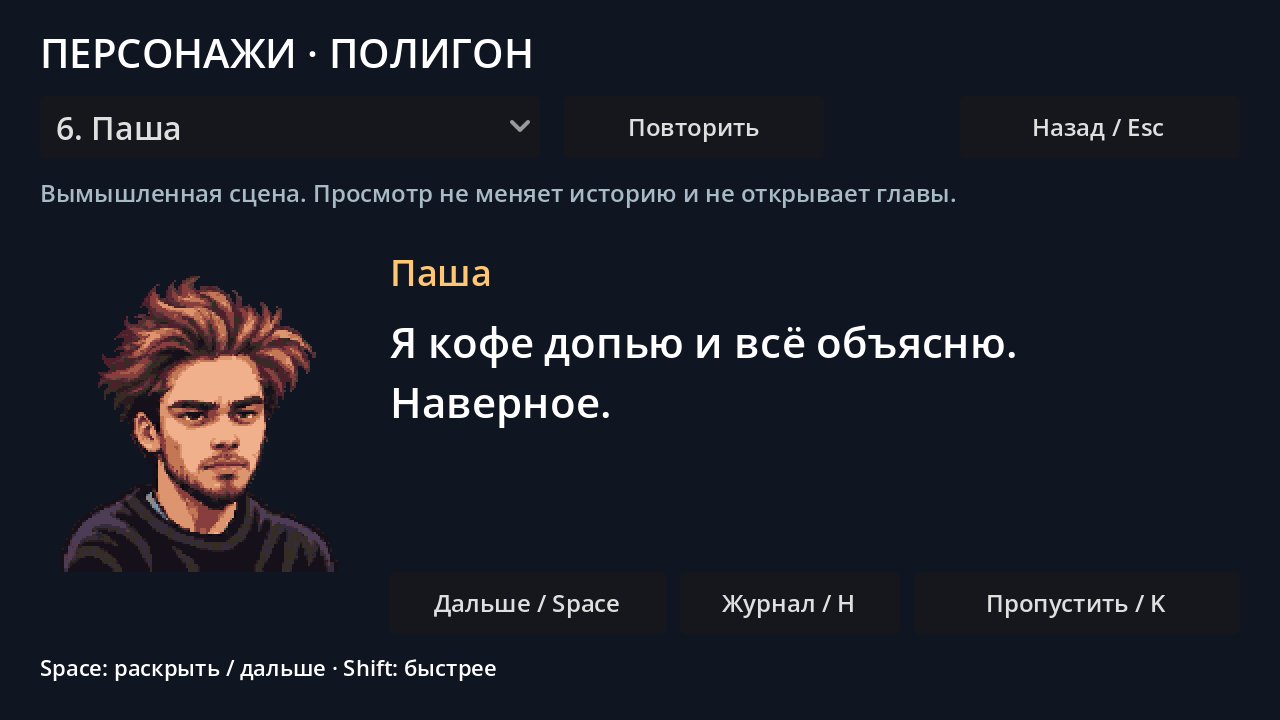 ПЕРСОНАЖИ · ПОЛИГОН
6. Паша
Повторить
Назад / Esc
Вымышленная сцена. Просмотр не меняет историю и не открывает главы.
Паша
Я кофе допью и всё объясню.
Наверное.
Дальше / Space
Журнал / H
Пропустить / K
Space: раскрыть / дальше · Shift: быстрее